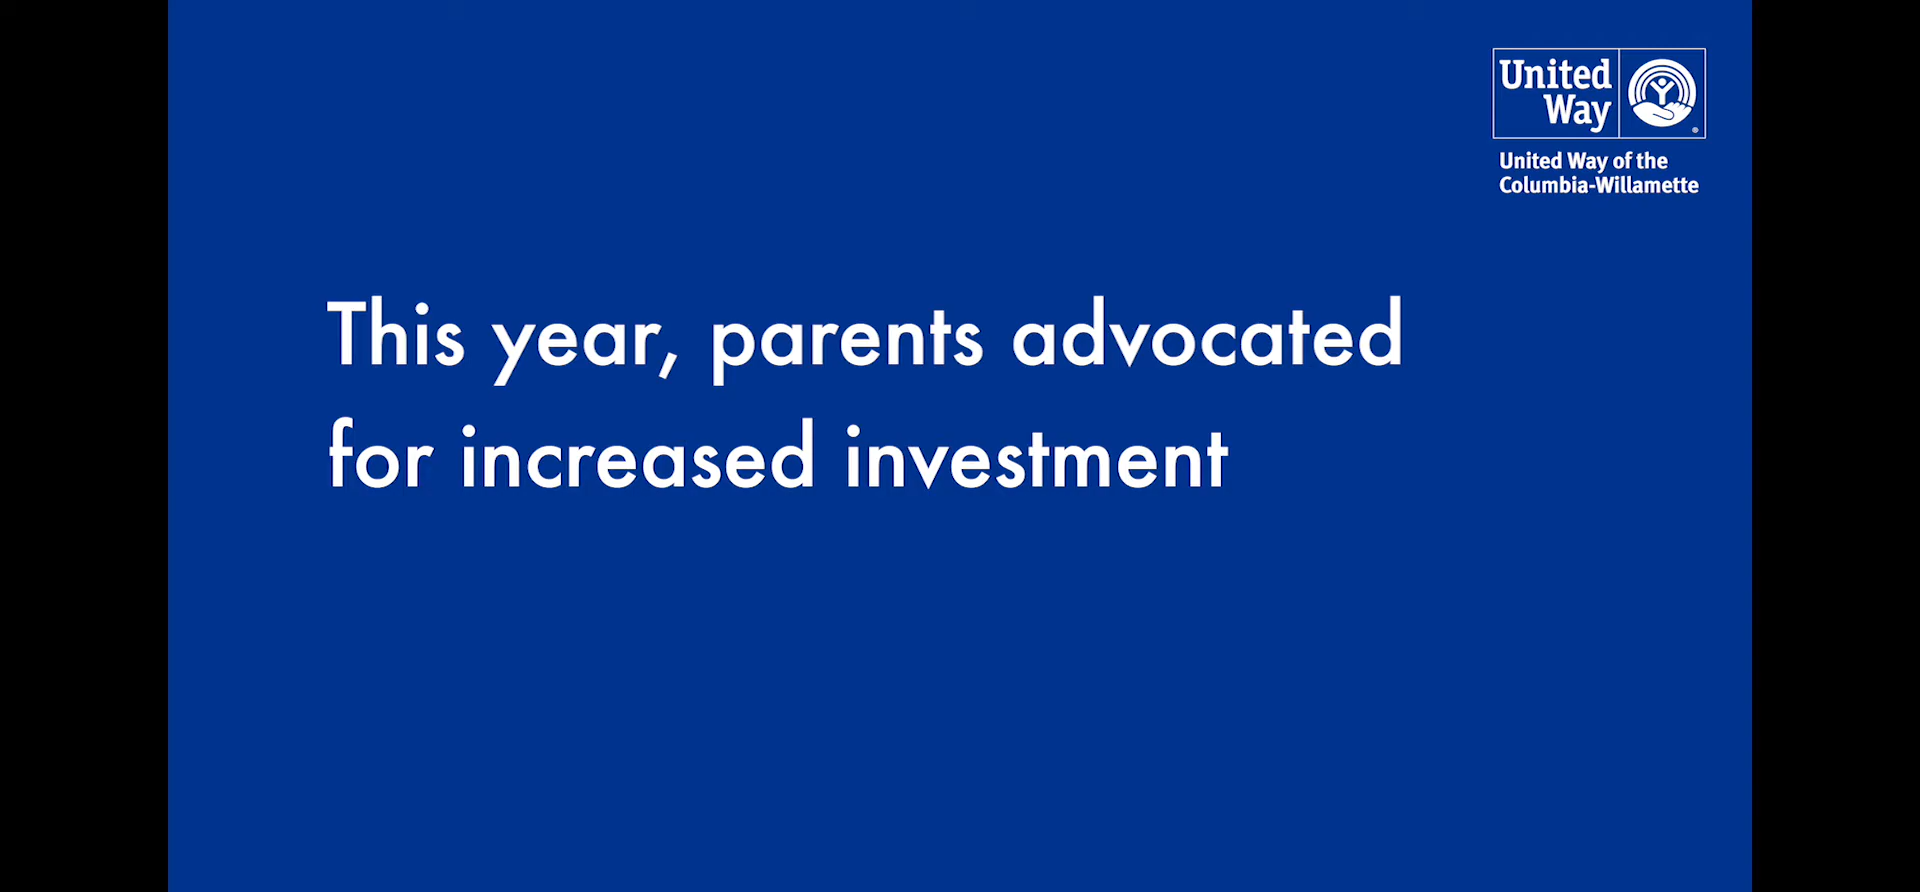 United
Way
United Way of the
Columbia-Willamette
This year, parents advocated
for increased investment